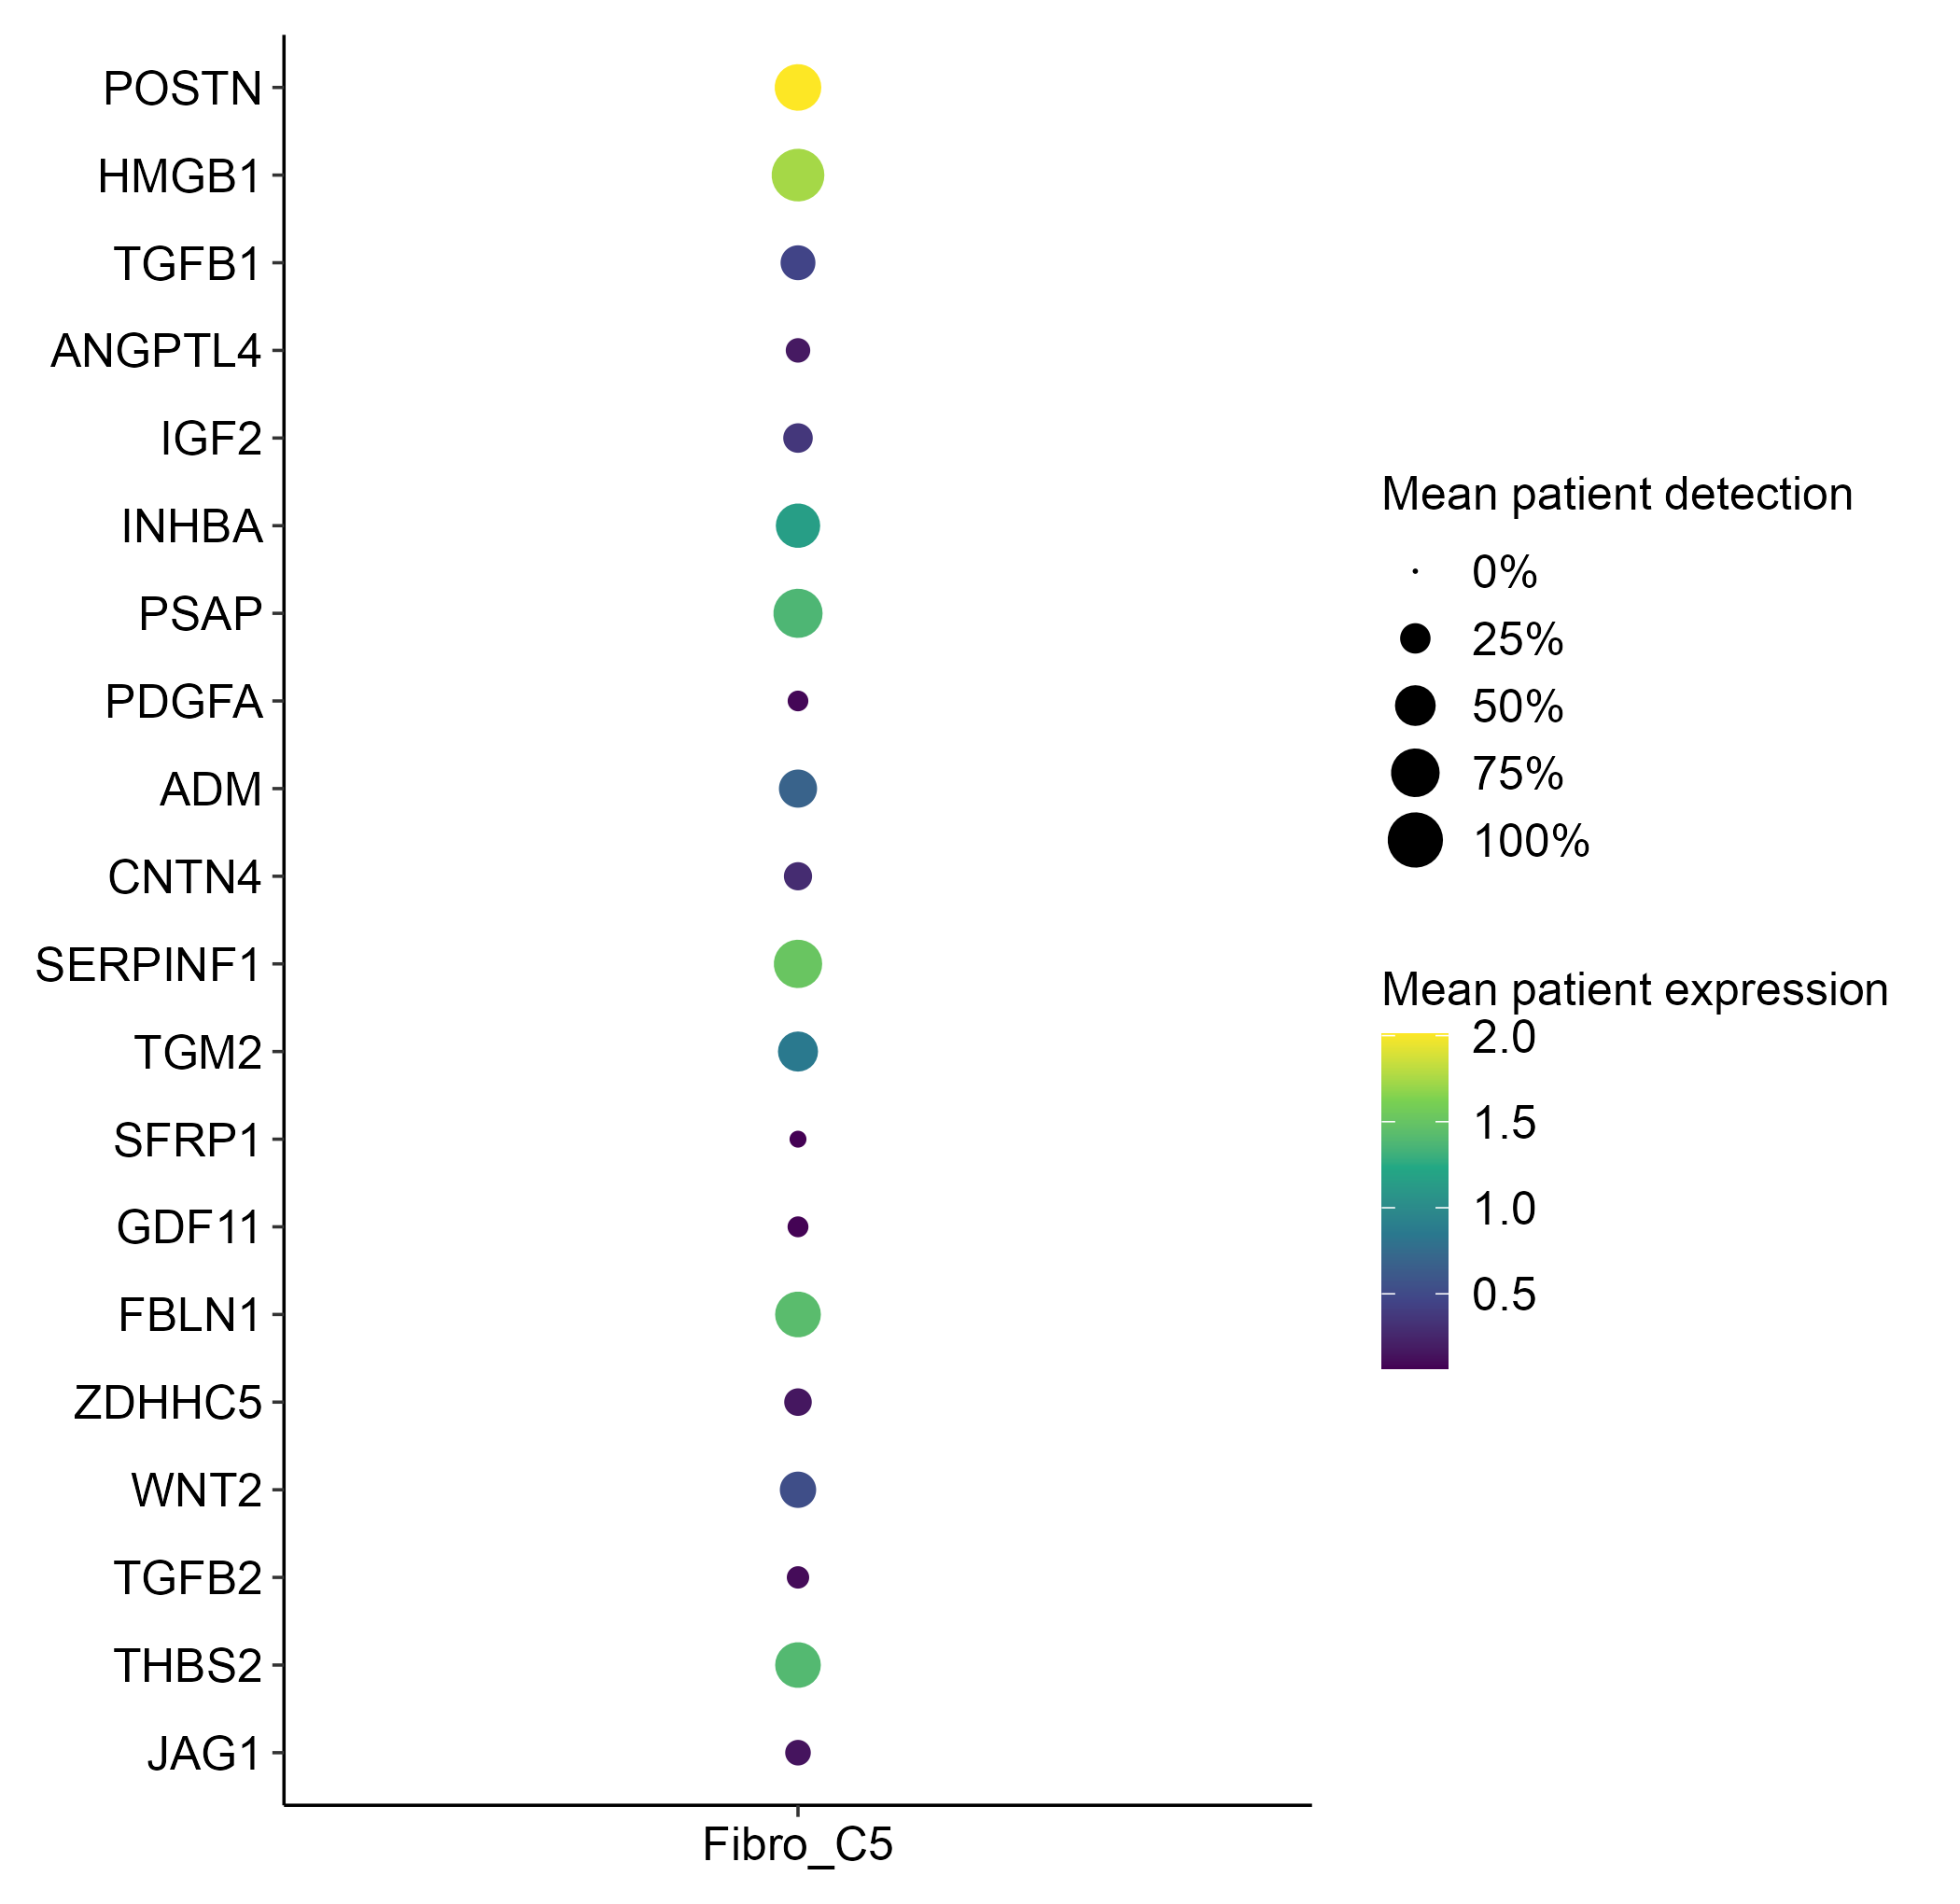 POSTN
HMGB1
TGFB1
ANGPTL4
IGF2
INHBA
PSAP
PDGFA
ADM
CNTN4
SERPINF1
TGM2
SFRP1
GDF11
FBLN1
ZDHHC5
WNT2
TGFB2
THBS2
JAG1
Fibro_C5
Mean patient detection
0%
25%
50%
75%
100%
Mean patient expression
2.0
1.5
1.0
0.5